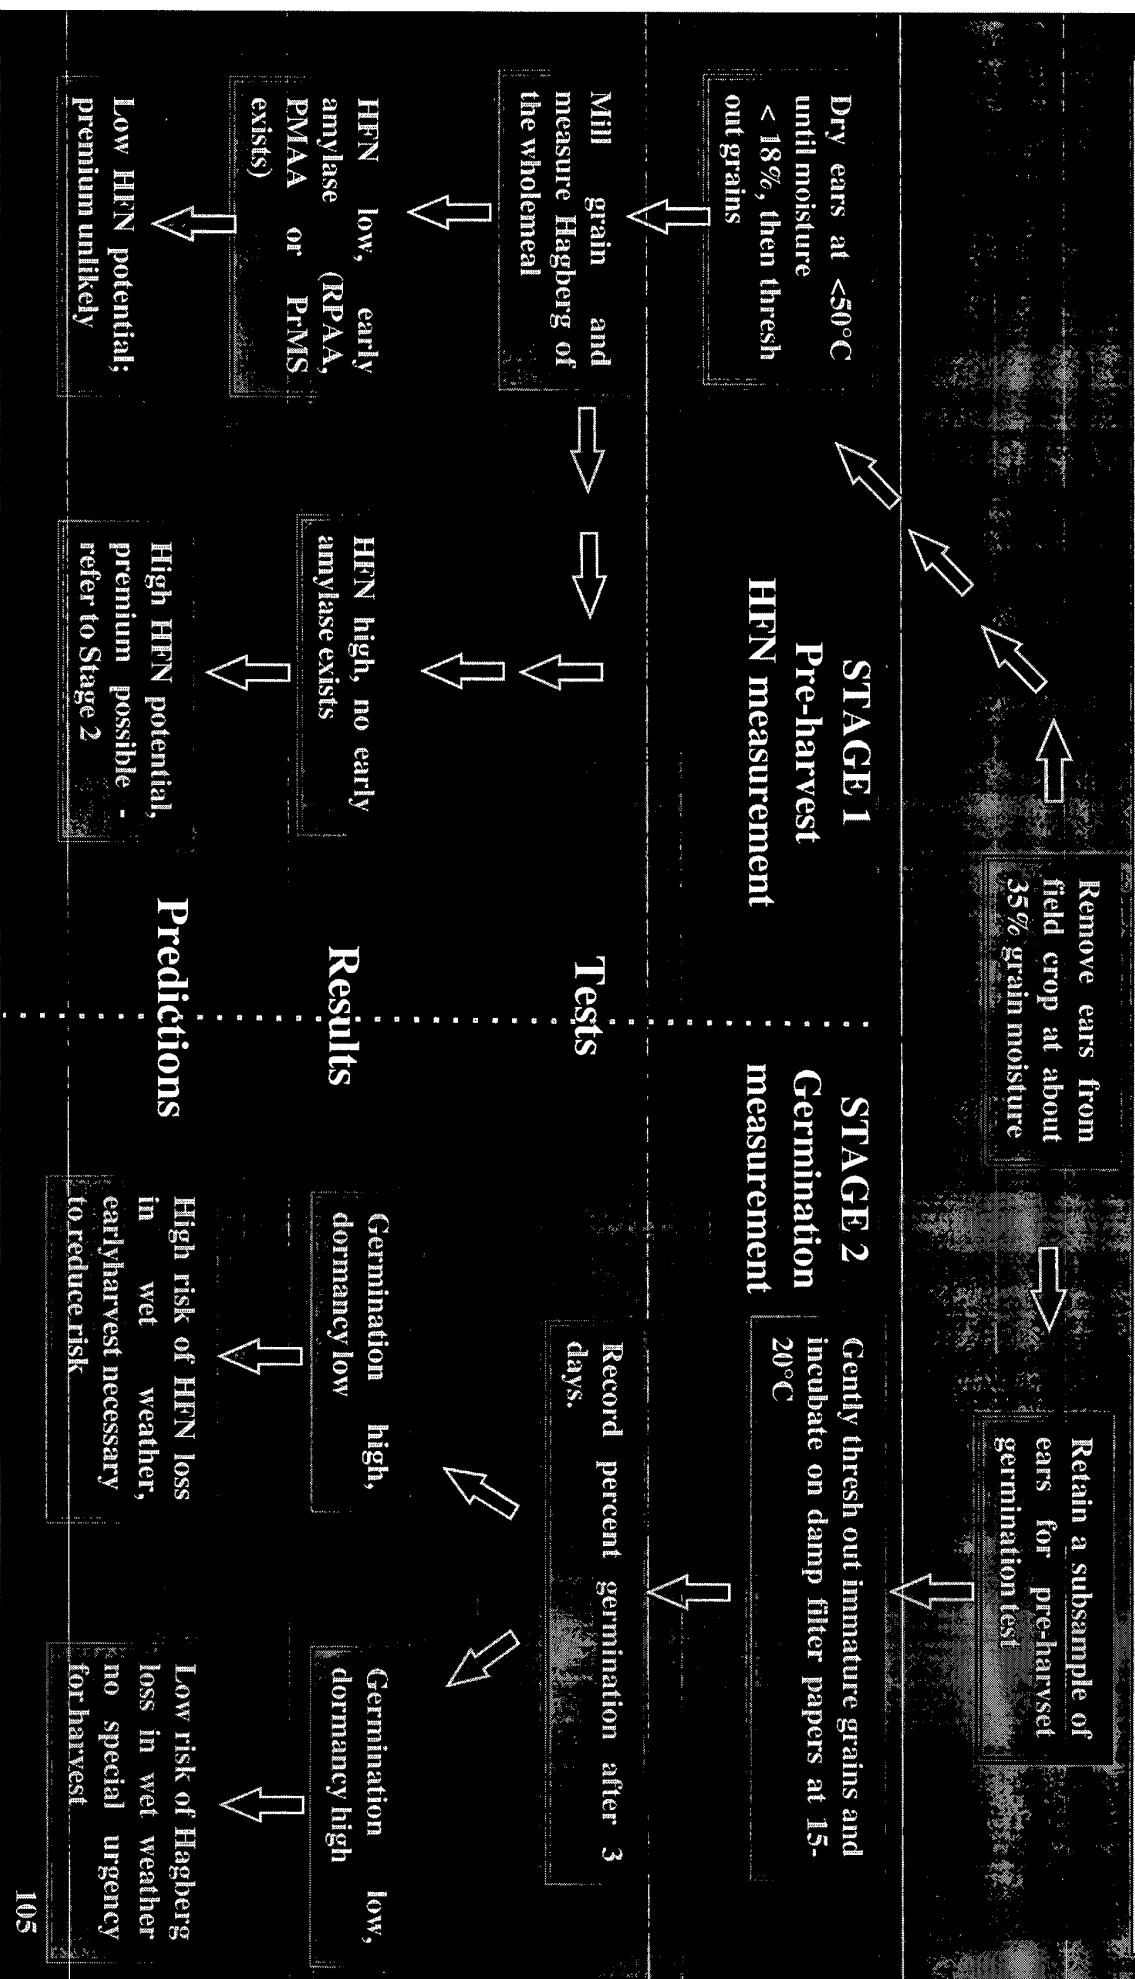 Remove ears from
field crop at about
35% grain moisture
Retain a subsample of
ears for pre-harvset
germination test
STAGE 1
Pre-harvest
HFN measurement
STAGE 2
Germination
measurement
Dry ears at <50°C
until moisture
< 18%, then thresh
out grains
Gently thresh out immature grains and
incubate on damp filter papers at 15-
20°C
Mill grain and
measure Hagberg of
the wholemeal
Tests
Record percent germination after 3
days.
HFN low, early
amylase (RPAA,
PMAA or PrMS
exists)
HFN high, no early
amylase exists
Results
Germination high,
dormancy low
Germination low,
dormancy high
Low HFN potential;
premium unlikely
High HFN potential,
premium possible -
refer to Stage 2
Predictions
High risk of HFN loss
in wet weather,
earlyharvest necessary
to reduce risk
Low risk of Hagberg
loss in wet weather
no special urgency
for harvest
105